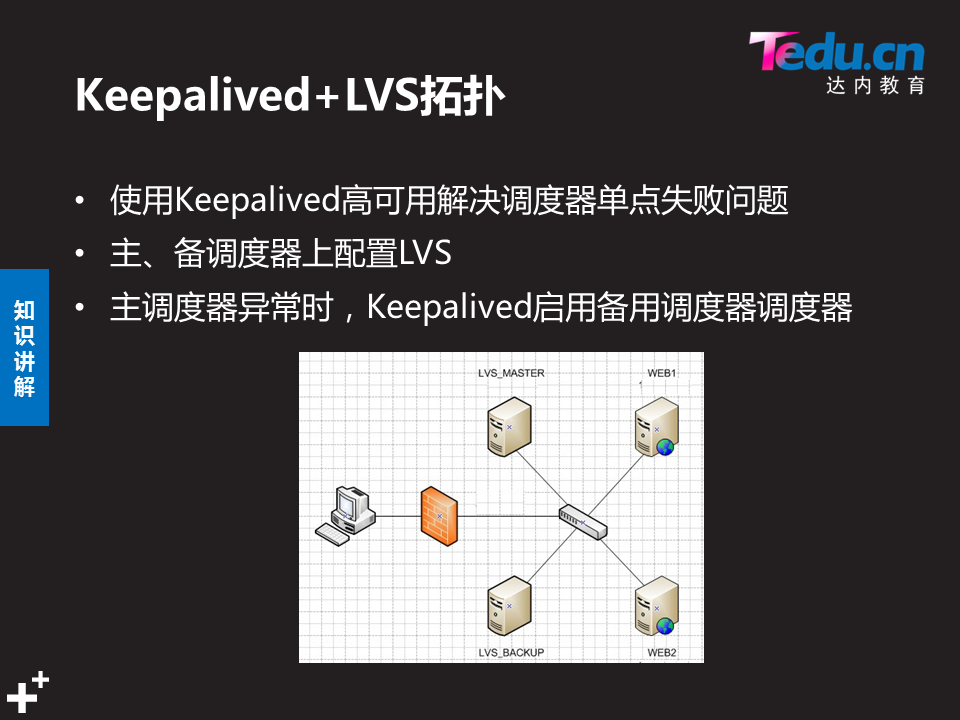 Tedu.cn
达内教育
Keepalived+LVS拓扑
• 使用Keepalived高可用解决调度器单点失败问题
• 主、备调度器上配置LVS
• 主调度器异常时，Keepalived启用备用调度器调度器
知
识
讲
解
LVS_MASTER
WEB1
LVS_BACKUP
WEB2